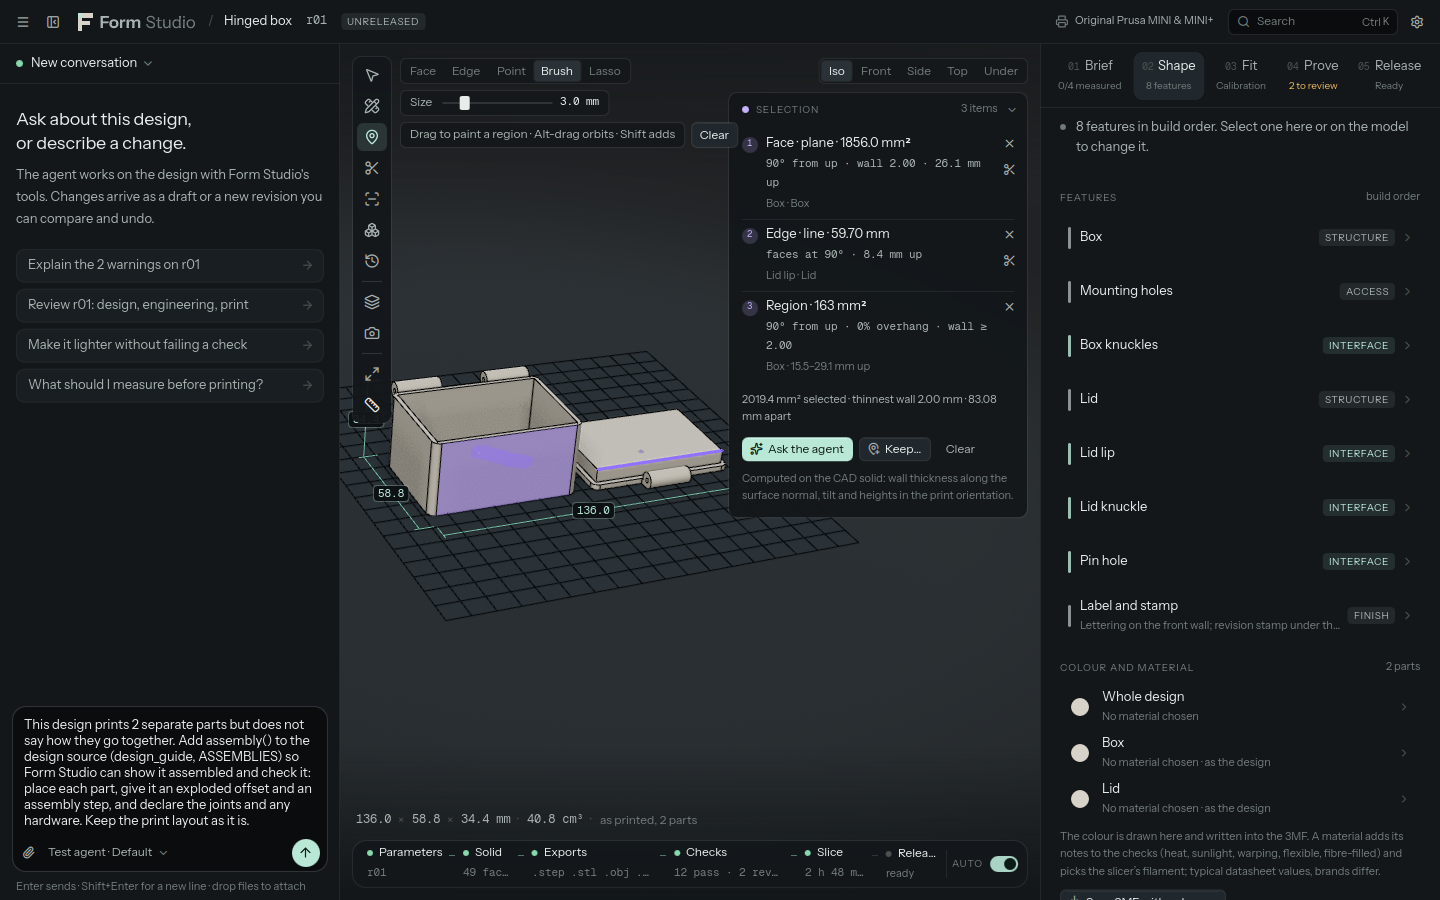 Form Studio / Hinged box r01 UNRELEASED
Original Prusa MINI & MINI+
Search Ctrl K
New conversation
Ask about this design,
or describe a change.
The agent works on the design with Form Studio's
tools. Changes arrive as a draft or a new revision you
can compare and undo.
Explain the 2 warnings on r01
Review r01: design, engineering, print
Make it lighter without failing a check
What should I measure before printing?
This design prints 2 separate parts but does not
say how they go together. Add assembly() to the
design source (design_guide, ASSEMBLIES) so
Form Studio can show it assembled and check it:
place each part, give it an exploded offset and an
assembly step, and declare the joints and any
hardware. Keep the print layout as it is.
Test agent · Default
Enter sends · Shift+Enter for a new line · drop files to attach
Face Edge Point Brush Lasso
Size 3.0 mm
Drag to paint a region · Alt-drag orbits · Shift adds
Clear
Iso Front Side Top Under
SELECTION 3 items
1 Face · plane · 1856.0 mm²
90° from up · wall 2.00 · 26.1 mm
up
Box · Box
2 Edge · line · 59.70 mm
faces at 90° · 8.4 mm up
Lid lip · Lid
3 Region · 163 mm²
90° from up · 0% overhang · wall ≥
2.00
Box · 15.5–29.1 mm up
2019.4 mm² selected · thinnest wall 2.00 mm · 83.08
mm apart
Ask the agent Keep… Clear
Computed on the CAD solid: wall thickness along the
surface normal, tilt and heights in the print orientation.
58.8
136.0
136.0 × 58.8 × 34.4 mm · 40.8 cm³ · as printed, 2 parts
Parameters Solid Exports Checks Slice Relea…
r01 49 fac… .step .stl .obj … 12 pass · 2 rev… 2 h 48 m… ready
AUTO
01 Brief 02 Shape 03 Fit 04 Prove 05 Release
0/4 measured 8 features Calibration 2 to review Ready
8 features in build order. Select one here or on the model
to change it.
FEATURES build order
Box STRUCTURE
Mounting holes ACCESS
Box knuckles INTERFACE
Lid STRUCTURE
Lid lip INTERFACE
Lid knuckle INTERFACE
Pin hole INTERFACE
Label and stamp FINISH
Lettering on the front wall; revision stamp under th…
COLOUR AND MATERIAL 2 parts
Whole design
No material chosen
Box
No material chosen · as the design
Lid
No material chosen · as the design
The colour is drawn here and written into the 3MF. A material adds its
notes to the checks (heat, sunlight, warping, flexible, fibre-filled) and
picks the slicer's filament; typical datasheet values, brands differ.